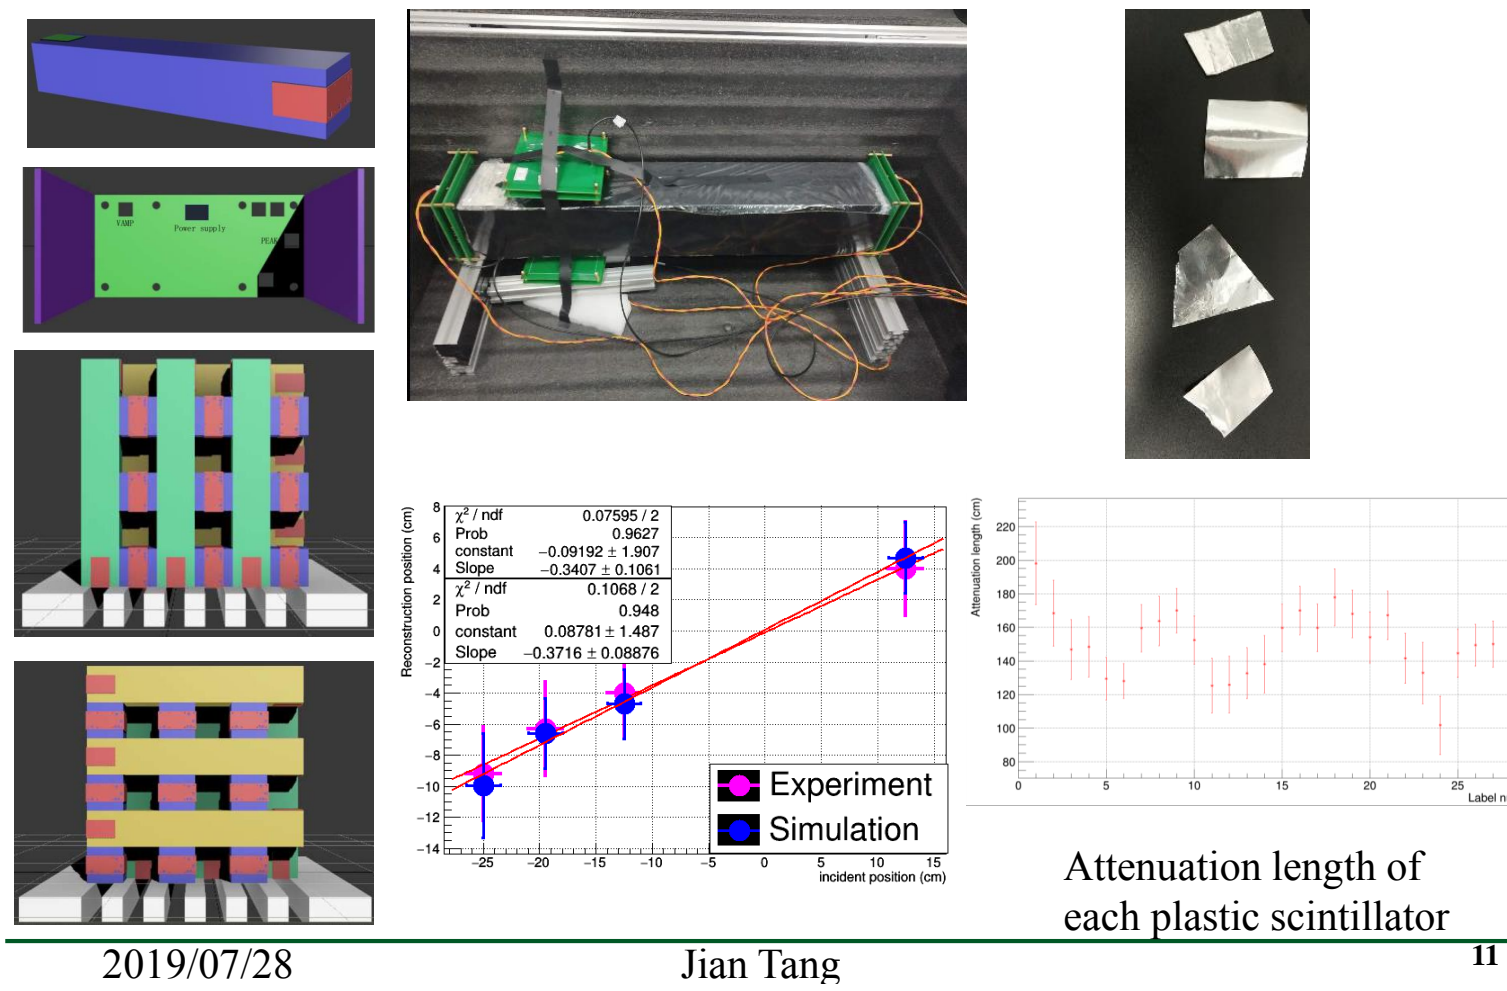 VAMP
Power supply
PEAK
Reconstruction position (cm)
8
6
4
2
0
−2
−4
−6
−8
−10
−12
−14
χ² / ndf 0.07595 / 2
Prob 0.9627
constant −0.09192 ± 1.907
Slope −0.3407 ± 0.1061
χ² / ndf 0.1068 / 2
Prob 0.948
constant 0.08781 ± 1.487
Slope −0.3716 ± 0.08876
Experiment
Simulation
−25 −20 −15 −10 −5 0 5 10 15
incident position (cm)
Attenuation length (cm)
220
200
180
160
140
120
100
80
0 5 10 15 20 25
Label n
Attenuation length of
each plastic scintillator
2019/07/28 Jian Tang 11